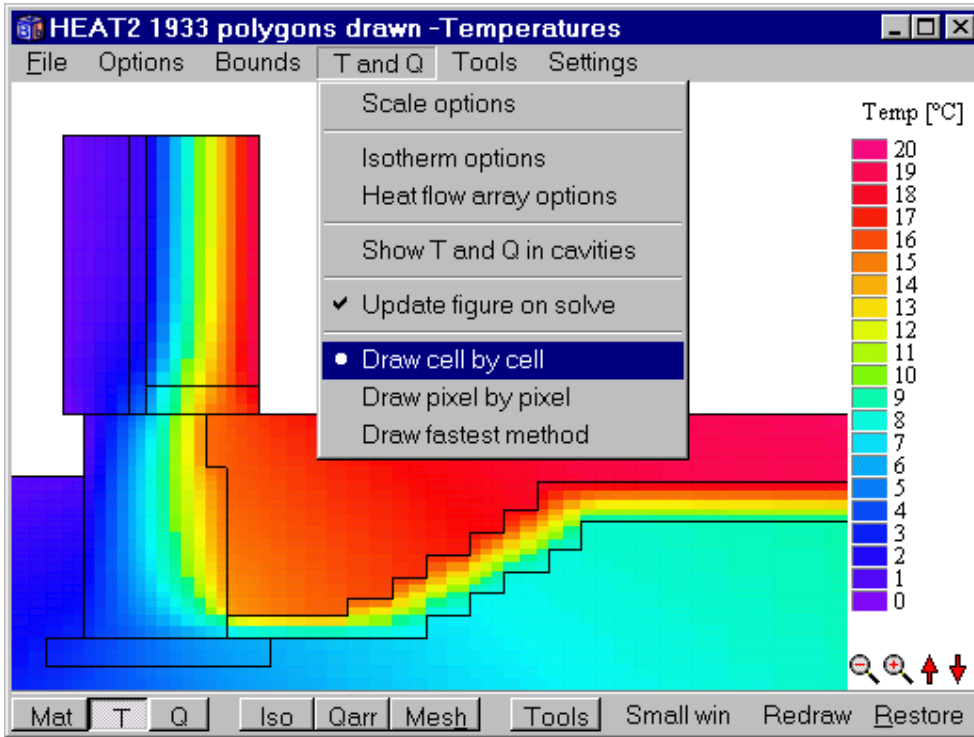 HEAT2 1933 polygons drawn -Temperatures
File Options Bounds T and Q Tools Settings
Scale options
Isotherm options
Heat flow array options
Show T and Q in cavities
Update figure on solve
Draw cell by cell
Draw pixel by pixel
Draw fastest method
Temp [°C]
20
19
18
17
16
15
14
13
12
11
10
9
8
7
6
5
4
3
2
1
0
Mat T Q Iso Qarr Mesh Tools Small win Redraw Restore